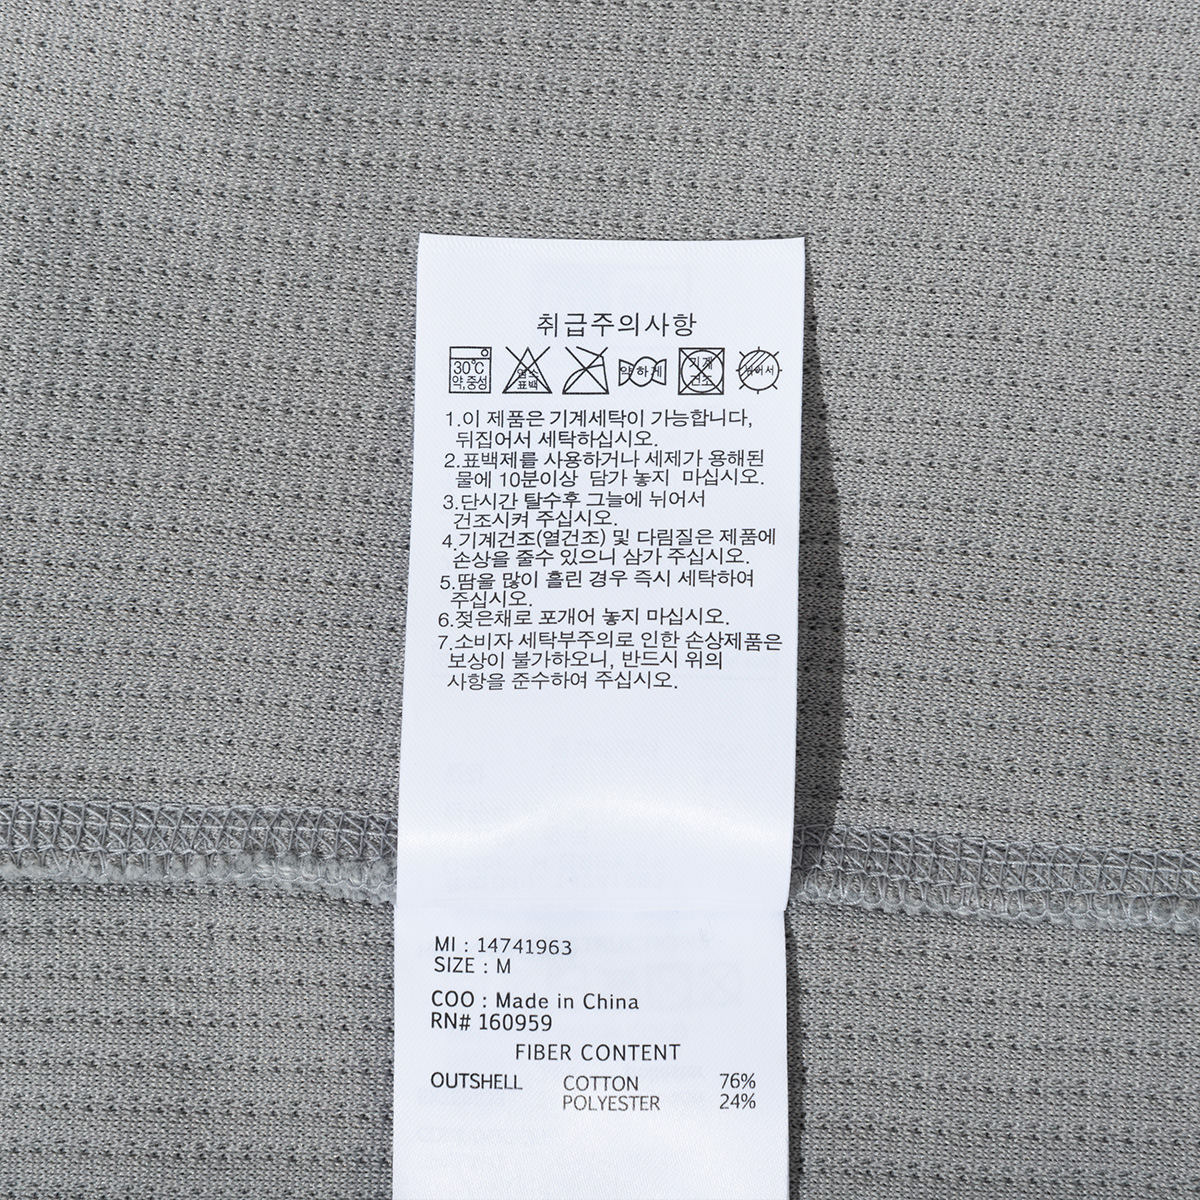 취급주의사항
30℃ 약,중성 염소 표백 약하게 기계 건조 뉘어서
1.이 제품은 기계세탁이 가능합니다,
뒤집어서 세탁하십시오.
2.표백제를 사용하거나 세제가 용해된
물에 10분이상 담가 놓지 마십시오.
3.단시간 탈수후 그늘에 뉘어서
건조시켜 주십시오.
4.기계건조(열건조) 및 다림질은 제품에
손상을 줄수 있으니 삼가 주십시오.
5.땀을 많이 흘린 경우 즉시 세탁하여
주십시오.
6.젖은채로 포개어 놓지 마십시오.
7.소비자 세탁부주의로 인한 손상제품은
보상이 불가하오니, 반드시 위의
사항을 준수하여 주십시오.
MI : 14741963
SIZE : M
COO : Made in China
RN# 160959
FIBER CONTENT
OUTSHELL COTTON 76%
POLYESTER 24%